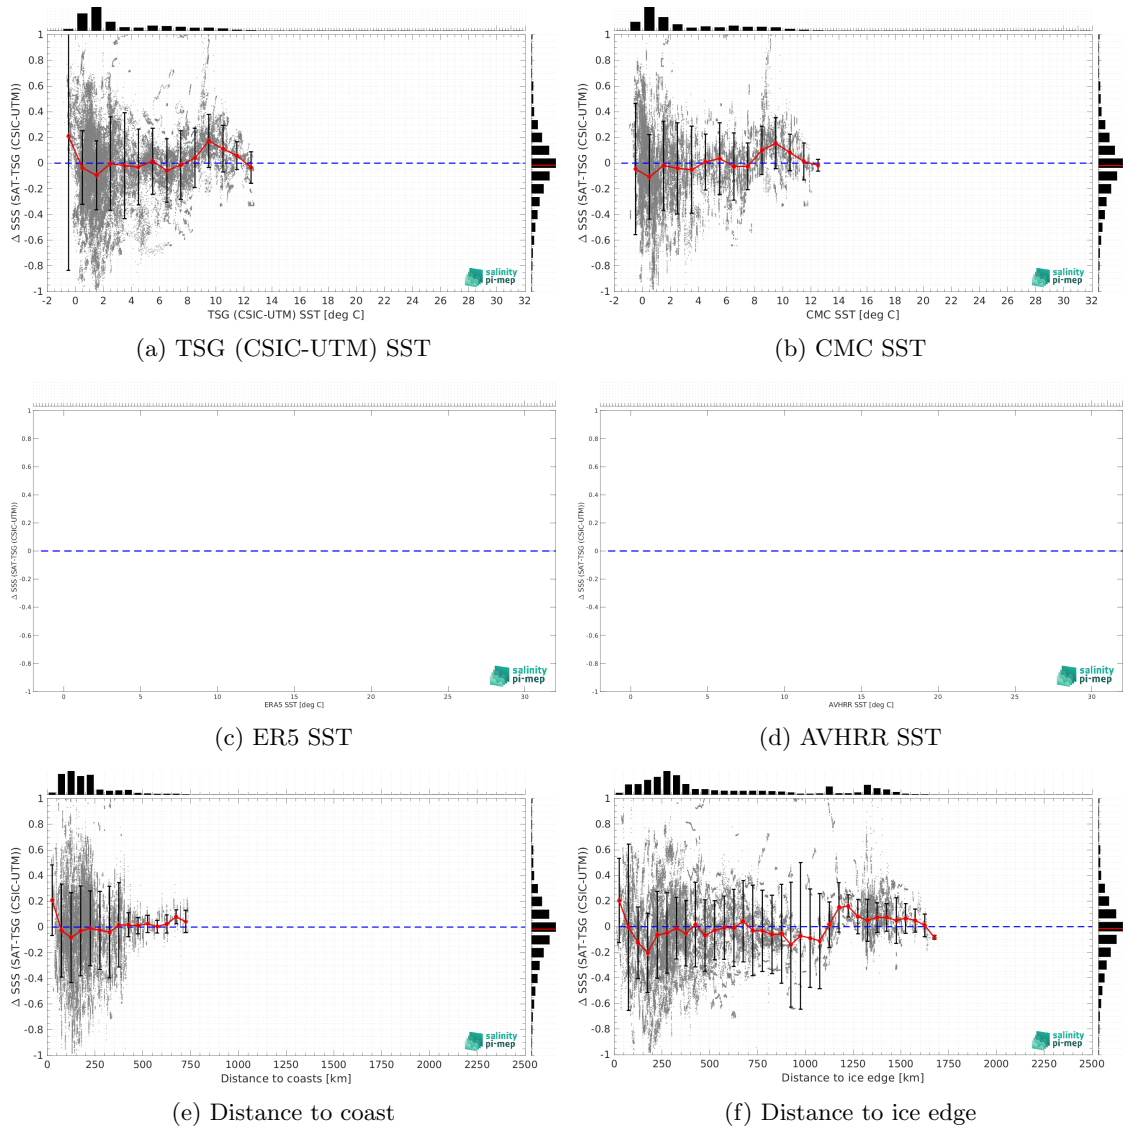 1
0.8
0.6
0.4
0.2
0
-0.2
-0.4
-0.6
-0.8
-1
Δ SSS (SAT-TSG (CSIC-UTM))
-2 0 2 4 6 8 10 12 14 16 18 20 22 24 26 28 30 32
TSG (CSIC-UTM) SST [deg C]
salinity
pi-mep
(a) TSG (CSIC-UTM) SST
1
0.8
0.6
0.4
0.2
0
-0.2
-0.4
-0.6
-0.8
-1
Δ SSS (SAT-TSG (CSIC-UTM))
-2 0 2 4 6 8 10 12 14 16 18 20 22 24 26 28 30 32
CMC SST [deg C]
salinity
pi-mep
(b) CMC SST
1
0.8
0.6
0.4
0.2
0
-0.2
-0.4
-0.6
-0.8
-1
Δ SSS (SAT-TSG (CSIC-UTM))
0 5 10 15 20 25 30
ERA5 SST [deg C]
salinity
pi-mep
(c) ER5 SST
1
0.8
0.6
0.4
0.2
0
-0.2
-0.4
-0.6
-0.8
-1
Δ SSS (SAT-TSG (CSIC-UTM))
0 5 10 15 20 25 30
AVHRR SST [deg C]
salinity
pi-mep
(d) AVHRR SST
1
0.8
0.6
0.4
0.2
0
-0.2
-0.4
-0.6
-0.8
-1
Δ SSS (SAT-TSG (CSIC-UTM))
0 250 500 750 1000 1250 1500 1750 2000 2250 2500
Distance to coasts [km]
salinity
pi-mep
(e) Distance to coast
1
0.8
0.6
0.4
0.2
0
-0.2
-0.4
-0.6
-0.8
-1
Δ SSS (SAT-TSG (CSIC-UTM))
0 250 500 750 1000 1250 1500 1750 2000 2250 2500
Distance to ice edge [km]
salinity
pi-mep
(f) Distance to ice edge